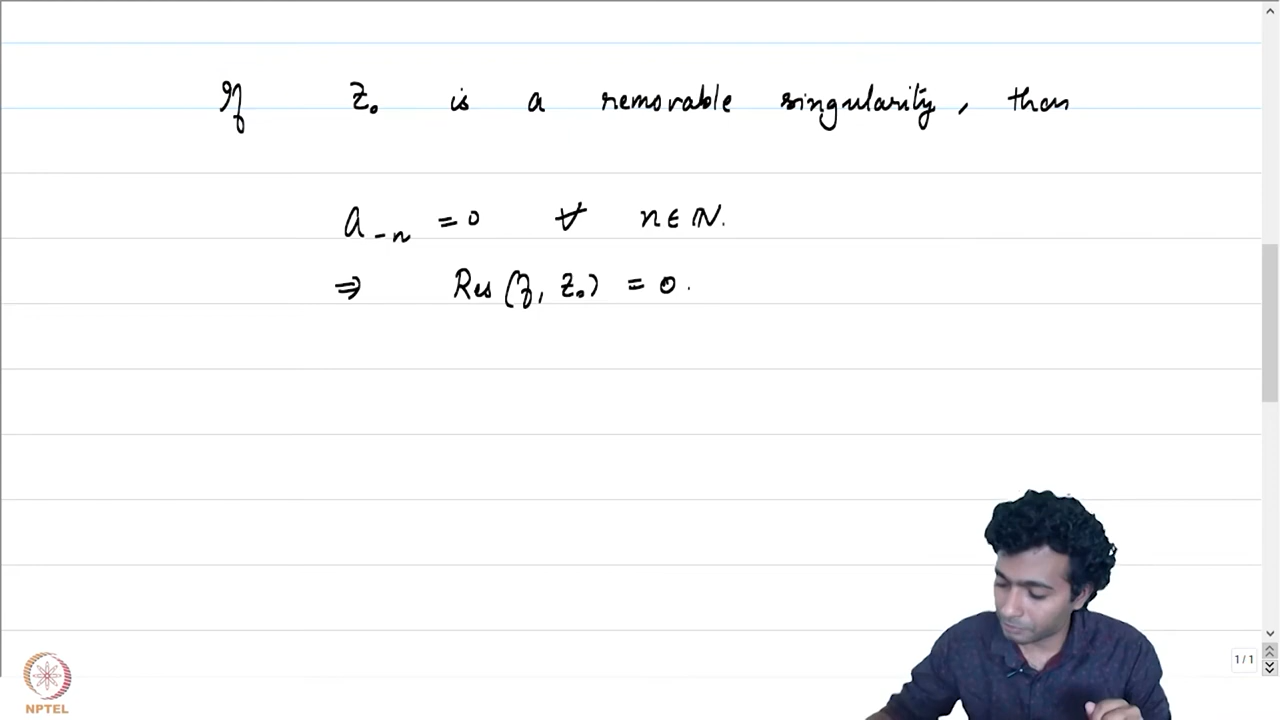 If z₀ is a removable singularity, then
a₋ₙ = 0 ∀ n ∈ ℕ.
⇒ Res (f, z₀) = 0.
1 / 1
NPTEL